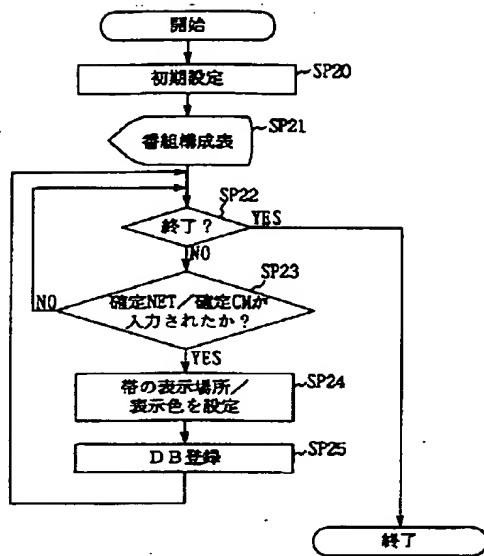 開始
初期設定
SP20
番組構成表
SP21
SP22
終了?
YES
NO
SP23
NO
確定NET/確定CMが
入力されたか?
YES
帯の表示場所/
表示色を設定
SP24
DB登録
SP25
終了